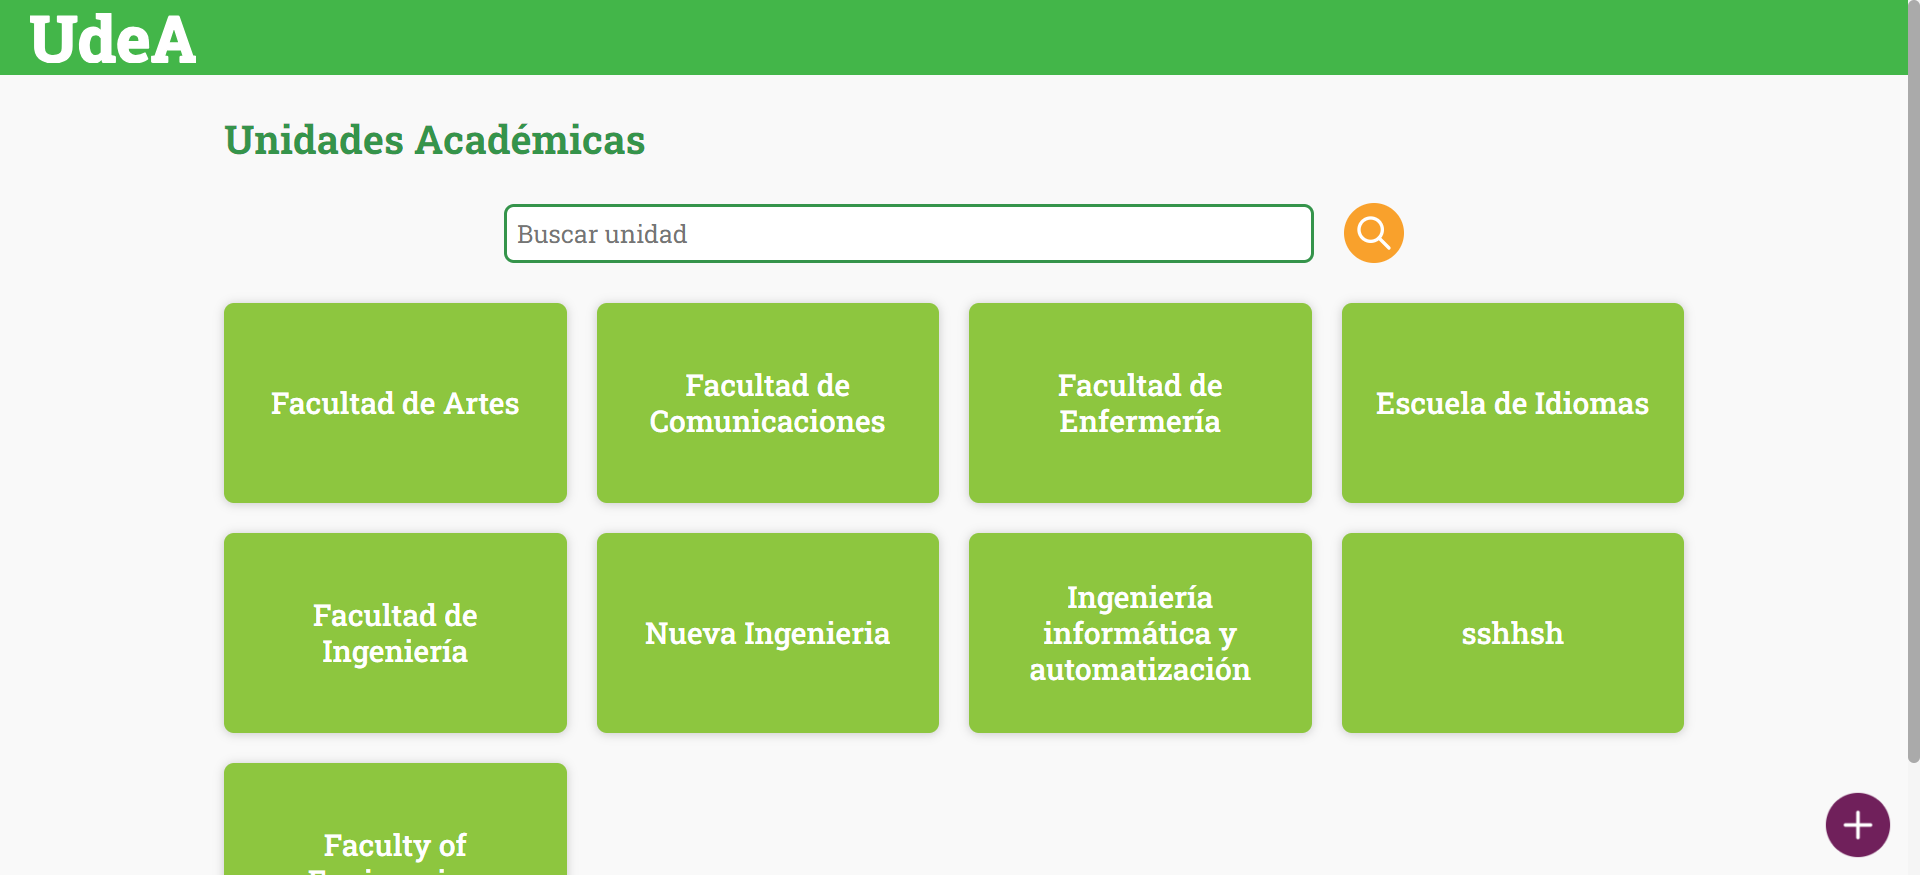 UdeA
Unidades Académicas
Buscar unidad
Facultad de Artes
Facultad de
Comunicaciones
Facultad de
Enfermería
Escuela de Idiomas
Facultad de
Ingeniería
Nueva Ingenieria
Ingeniería
informática y
automatización
sshhsh
Faculty of